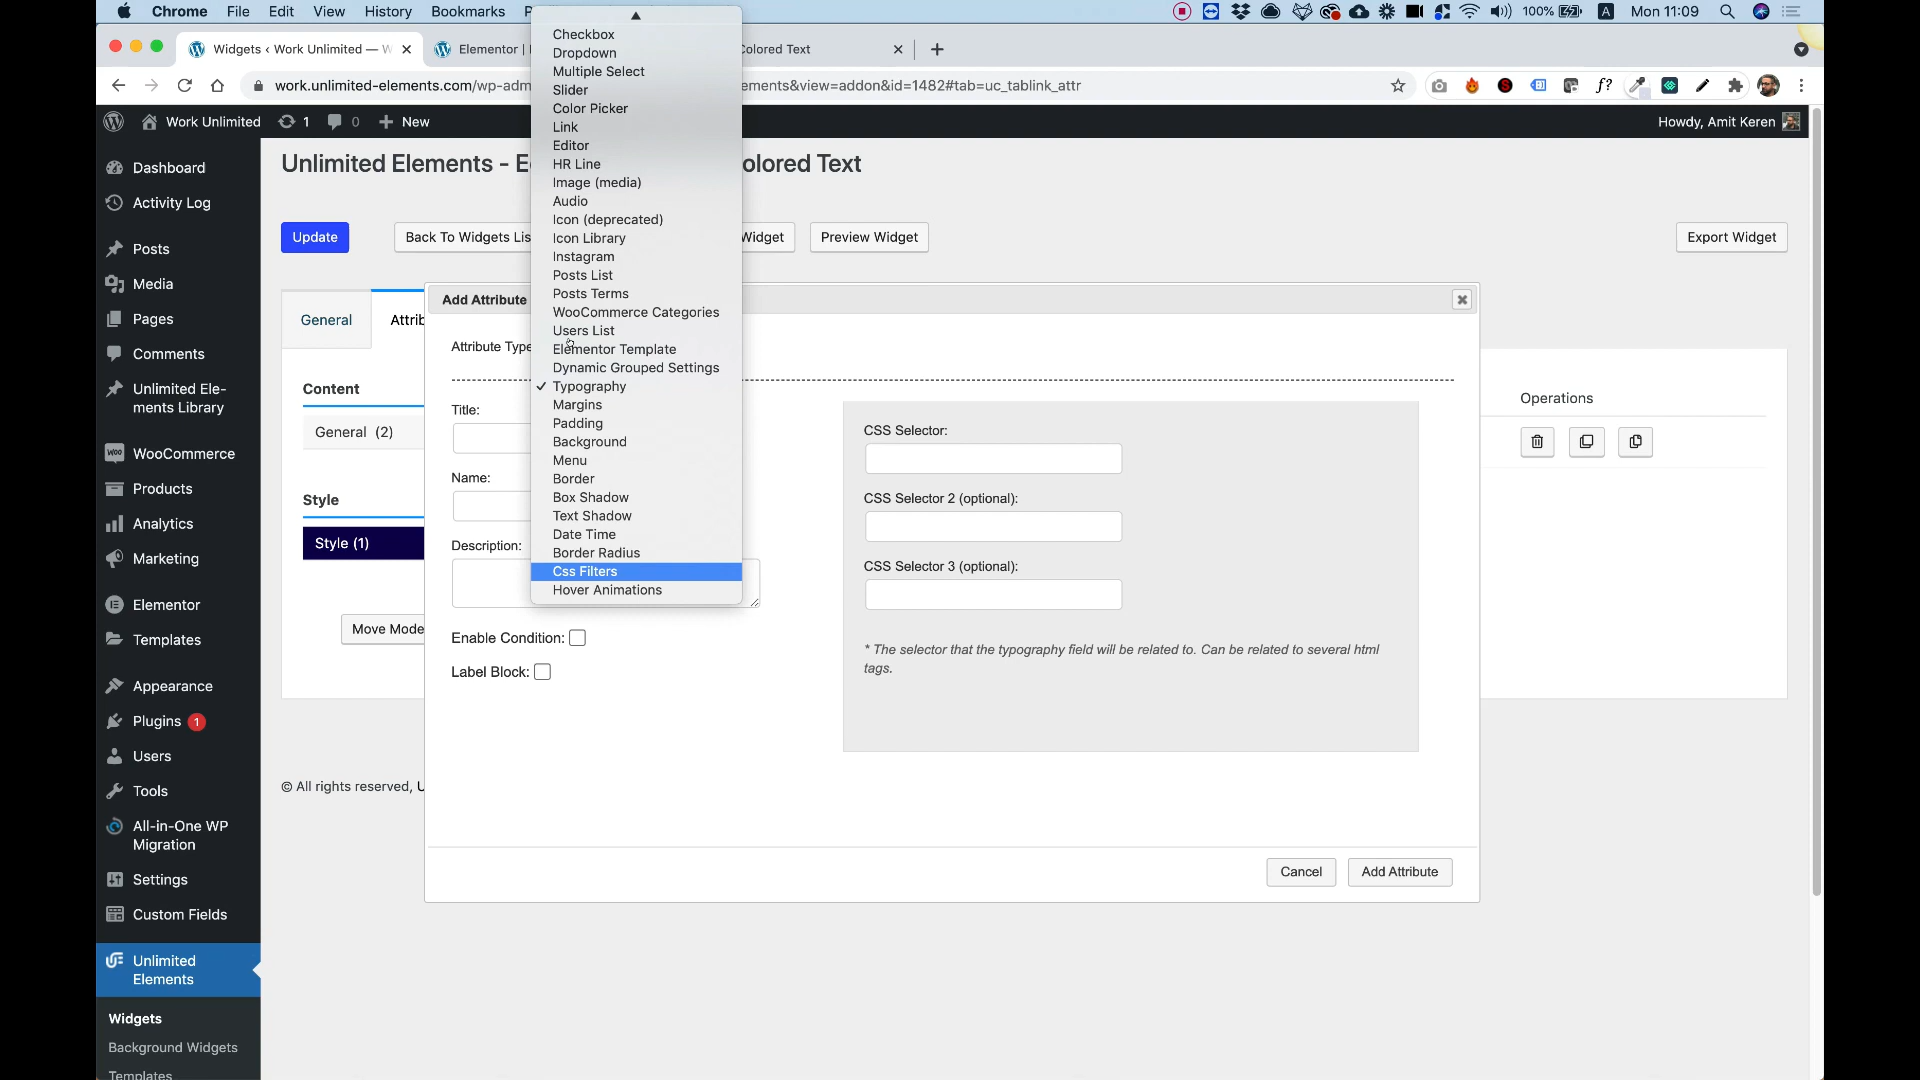 Chrome File Edit View History Bookmarks
100% A Mon 11:09
Widgets ‹ Work Unlimited — W
Elementor |
Colored Text
work.unlimited-elements.com/wp-adm
ements&view=addon&id=1482#tab=uc_tablink_attr
f?
Work Unlimited 1 0 New
Howdy, Amit Keren
Dashboard
Activity Log
Posts
Media
Pages
Comments
Unlimited Ele-
ments Library
WooCommerce
Products
Analytics
Marketing
Elementor
Templates
Appearance
Plugins 1
Users
Tools
All-in-One WP
Migration
Settings
Custom Fields
Unlimited
Elements
Widgets
Background Widgets
Templates
Unlimited Elements - E
olored Text
Update
Back To Widgets Lis
Widget
Preview Widget
Export Widget
General
Attrib
Content
General (2)
Style
Style (1)
Move Mode
© All rights reserved, U
Operations
Add Attribute
Attribute Type
Title:
Name:
Description:
Enable Condition:
Label Block:
CSS Selector:
CSS Selector 2 (optional):
CSS Selector 3 (optional):
* The selector that the typography field will be related to. Can be related to several html
tags.
Cancel
Add Attribute
Checkbox
Dropdown
Multiple Select
Slider
Color Picker
Link
Editor
HR Line
Image (media)
Audio
Icon (deprecated)
Icon Library
Instagram
Posts List
Posts Terms
WooCommerce Categories
Users List
Elementor Template
Dynamic Grouped Settings
✓ Typography
Margins
Padding
Background
Menu
Border
Box Shadow
Text Shadow
Date Time
Border Radius
Css Filters
Hover Animations